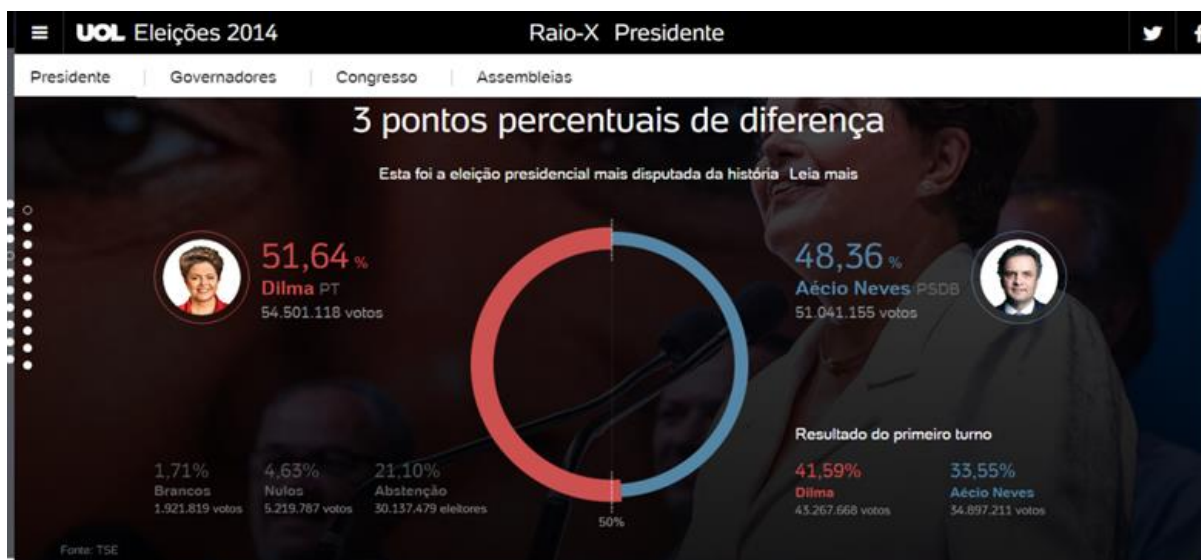 UOL Eleições 2014
Raio-X Presidente
Presidente
Governadores
Congresso
Assembleias
3 pontos percentuais de diferença
Esta foi a eleição presidencial mais disputada da história Leia mais
51,64 %
Dilma PT
54.501.118 votos
48,36 %
Aécio Neves PSDB
51.041.155 votos
1,71%
Brancos
1.921.819 votos
4,63%
Nulos
5.219.787 votos
21,10%
Abstenção
30.137.479 eleitores
50%
Resultado do primeiro turno
41,59%
Dilma
43.267.668 votos
33,55%
Aécio Neves
34.897.211 votos
Fonte: TSE